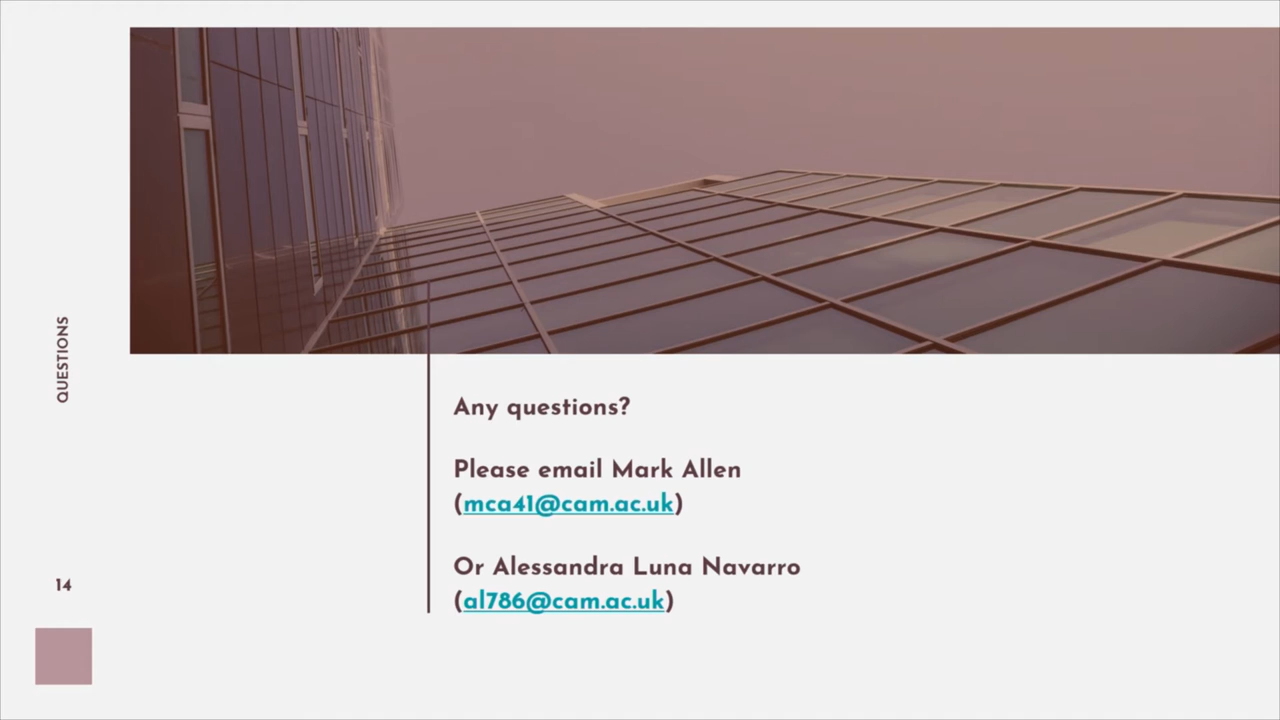 QUESTIONS
Any questions?
Please email Mark Allen
(mca41@cam.ac.uk)
Or Alessandra Luna Navarro
(al786@cam.ac.uk)
14